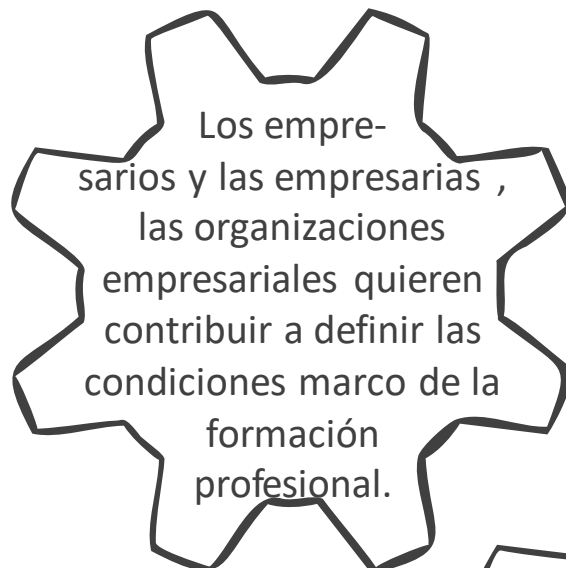 Los empre-
sarios y las empresarias ,
las organizaciones
empresariales quieren
contribuir a definir las
condiciones marco de la
formación
profesional.